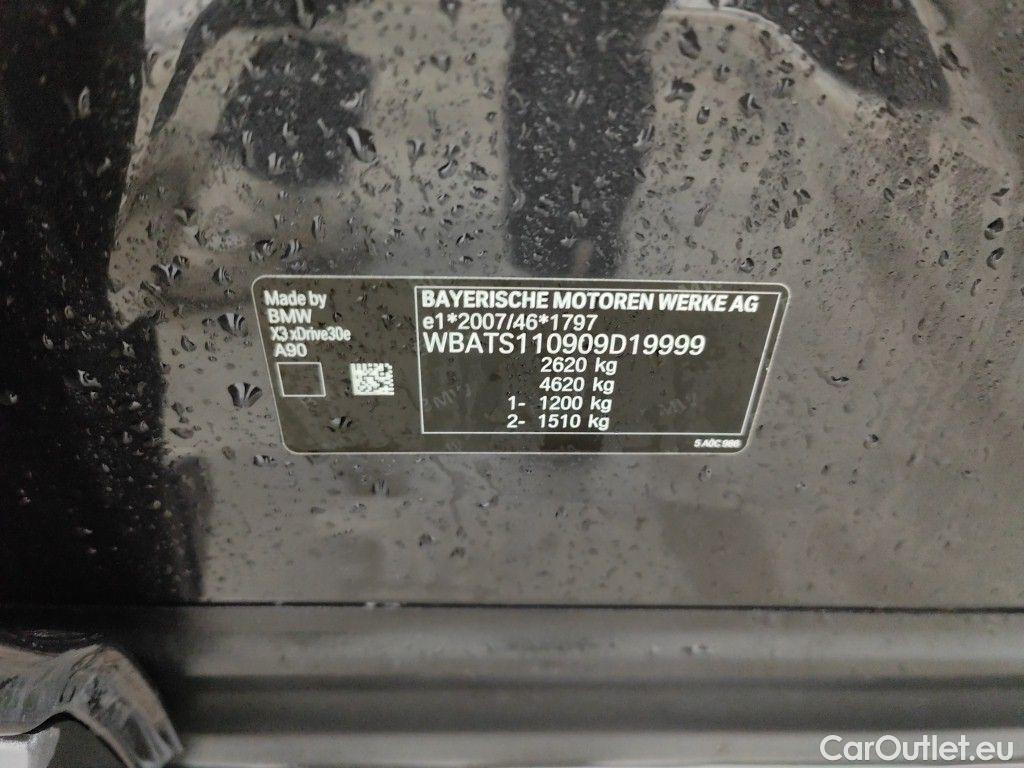 Made by
BMW
X3 xDrive30e
A90
BAYERISCHE MOTOREN WERKE AG
e1*2007/46*1797
WBATS110909D19999
2620 kg
4620 kg
1- 1200 kg
2- 1510 kg
CarOutlet.eu